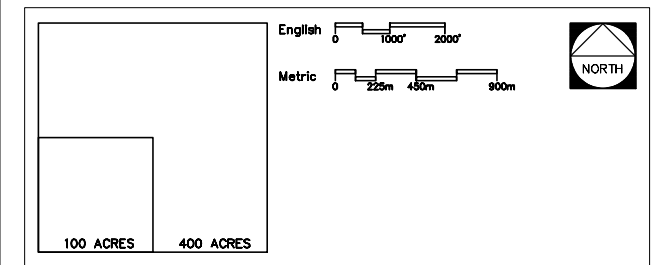 English
0 1000' 2000'
Metric
0 225m 450m 900m
NORTH
100 ACRES 400 ACRES